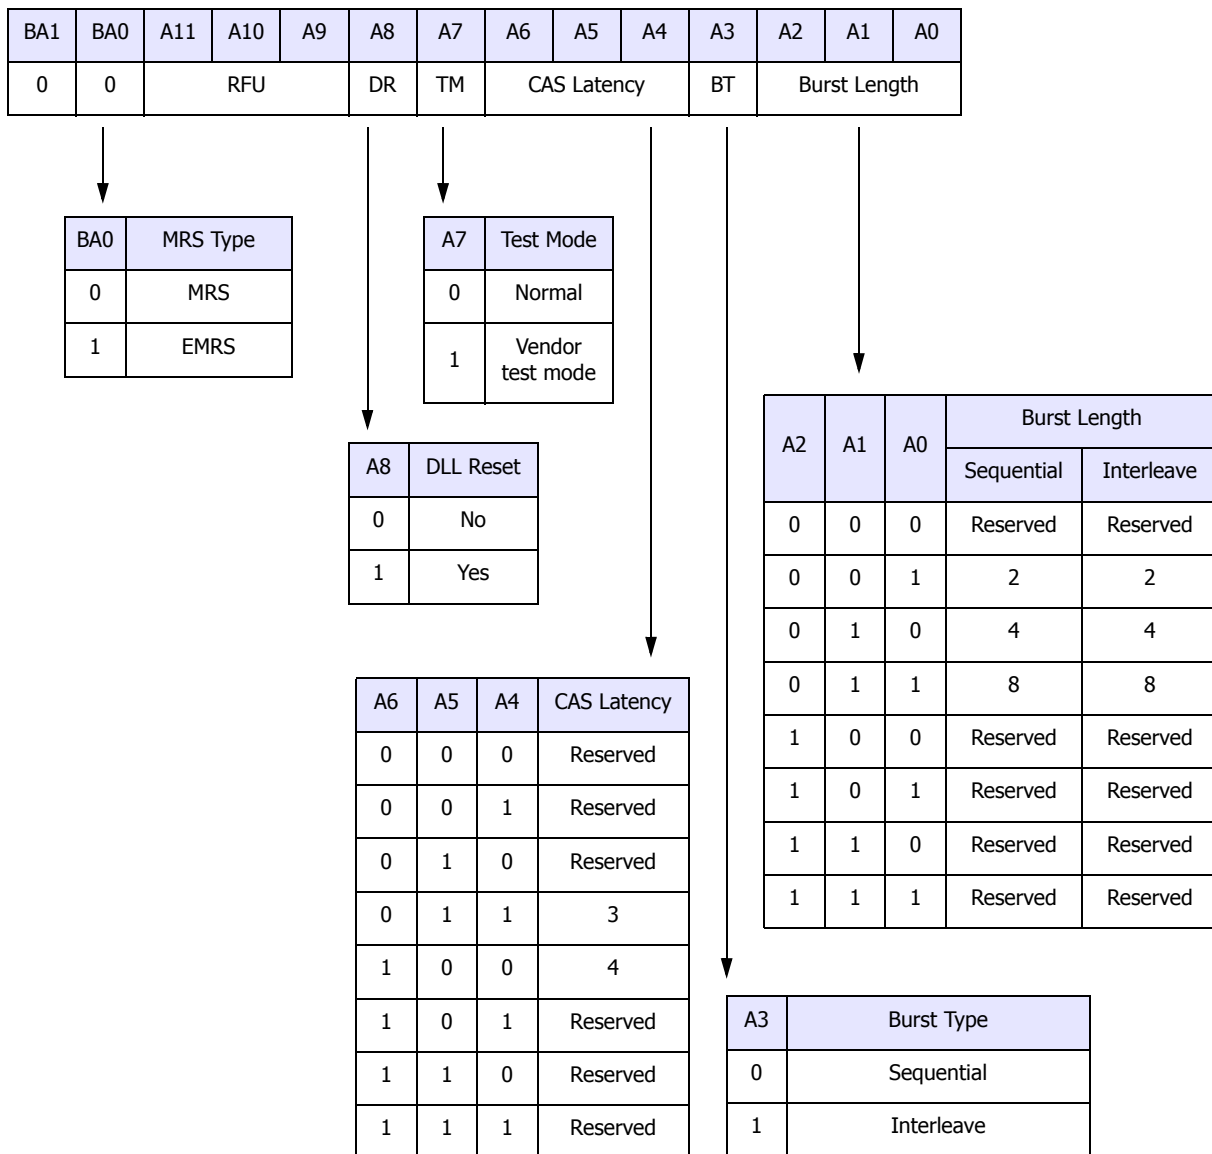 BA1 BA0 A11 A10 A9 A8 A7 A6 A5 A4 A3 A2 A1 A0
0 0 RFU DR TM CAS Latency BT Burst Length
BA0 MRS Type
0 MRS
1 EMRS
A7 Test Mode
0 Normal
1 Vendor
test mode
A8 DLL Reset
0 No
1 Yes
A2 A1 A0 Burst Length
Sequential Interleave
0 0 0 Reserved Reserved
0 0 1 2 2
0 1 0 4 4
0 1 1 8 8
1 0 0 Reserved Reserved
1 0 1 Reserved Reserved
1 1 0 Reserved Reserved
1 1 1 Reserved Reserved
A6 A5 A4 CAS Latency
0 0 0 Reserved
0 0 1 Reserved
0 1 0 Reserved
0 1 1 3
1 0 0 4
1 0 1 Reserved
1 1 0 Reserved
1 1 1 Reserved
A3 Burst Type
0 Sequential
1 Interleave